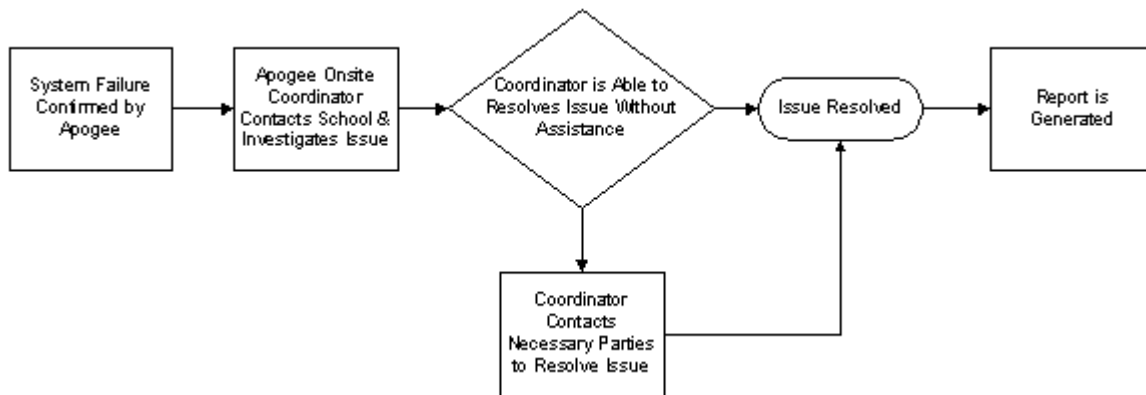 System Failure
Confirmed by
Apogee
Apogee Onsite
Coordinator
Contacts School &
Investigates Issue
Coordinator is Able to
Resolves Issue Without
Assistance
Issue Resolved
Report is
Generated
Coordinator
Contacts
Necessary Parties
to Resolve Issue